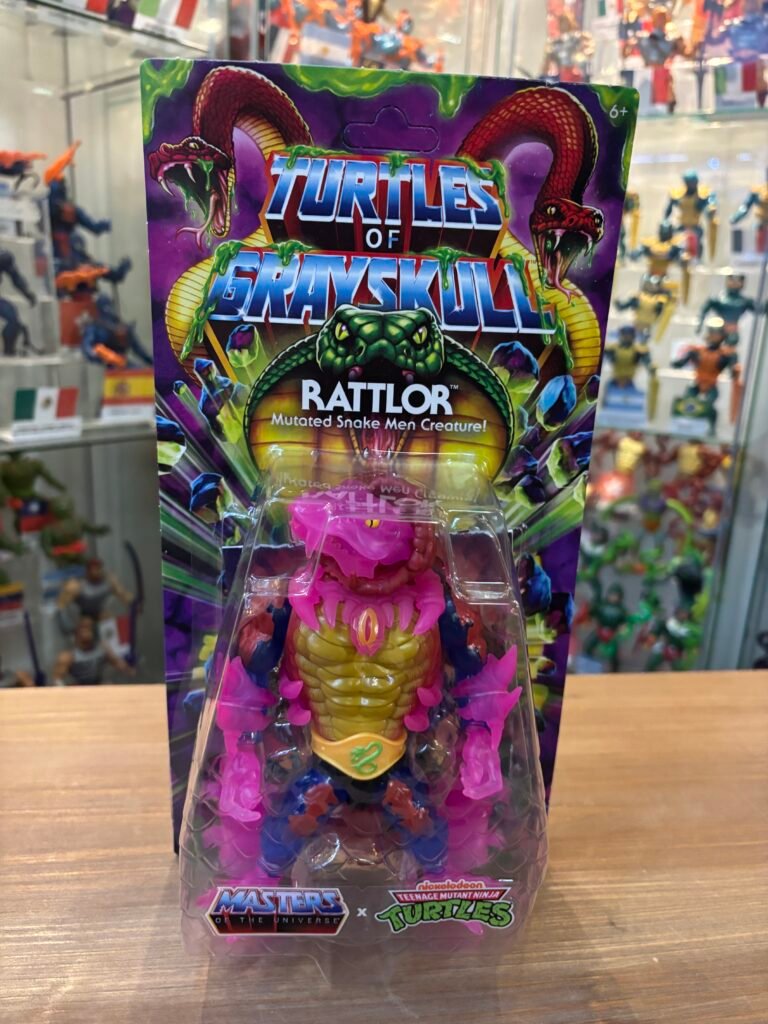 6+
TURTLES
OF
GRAYSKULL
RATTLOR™
Mutated Snake Men Creature!
MASTERS
OF THE UNIVERSE
x
nickelodeon
TEENAGE MUTANT NINJA
TURTLES